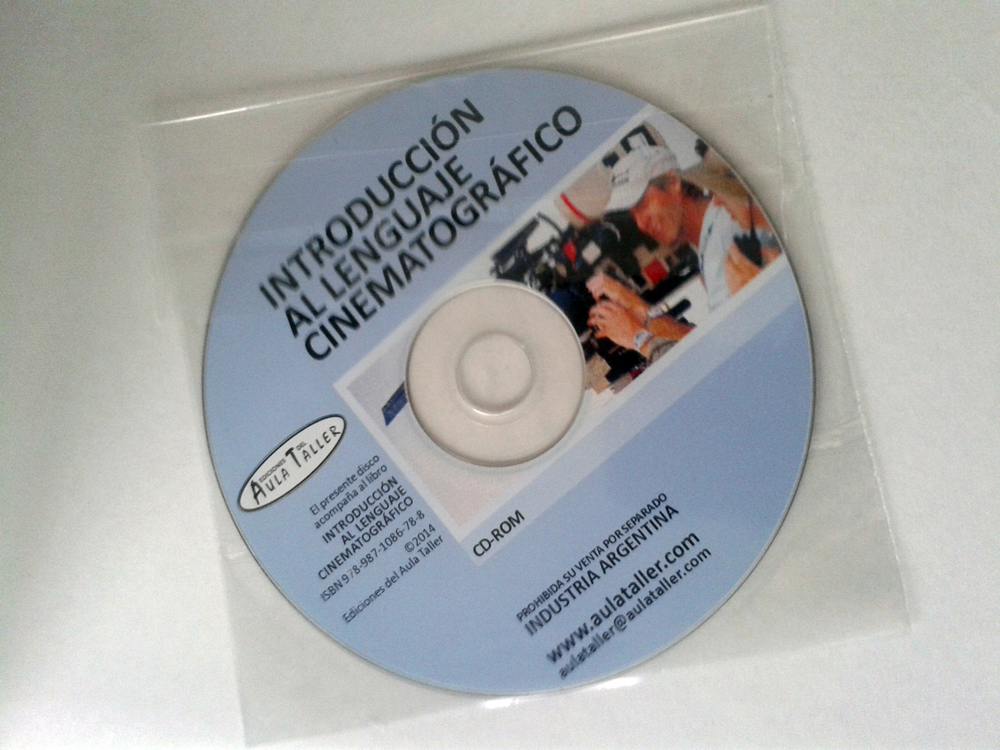 INTRODUCCIÓN
AL LENGUAJE
CINEMATOGRÁFICO
EDICIONES DEL
AULA TALLER
El presente disco
acompaña al libro
INTRODUCCIÓN
AL LENGUAJE
CINEMATOGRÁFICO
ISBN 978-987-1086-78-8
©2014
Ediciones del Aula Taller
CD-ROM
PROHIBIDA SU VENTA POR SEPARADO
INDUSTRIA ARGENTINA
www.aulataller.com
aulataller@aulataller.com